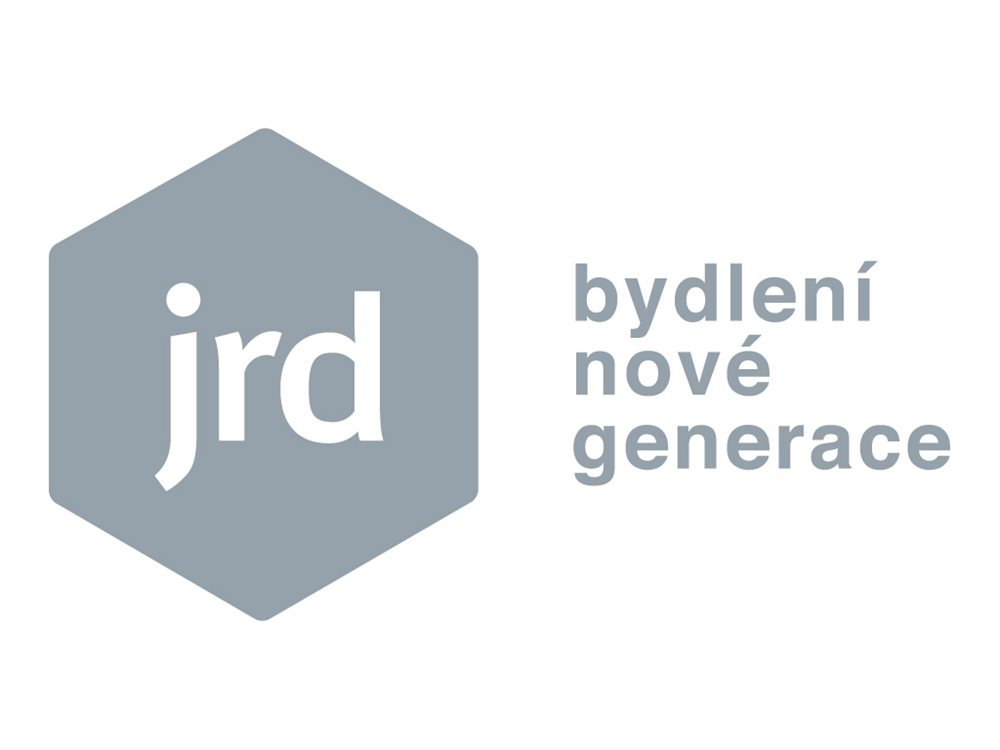 jrd
bydlení
nové
generace